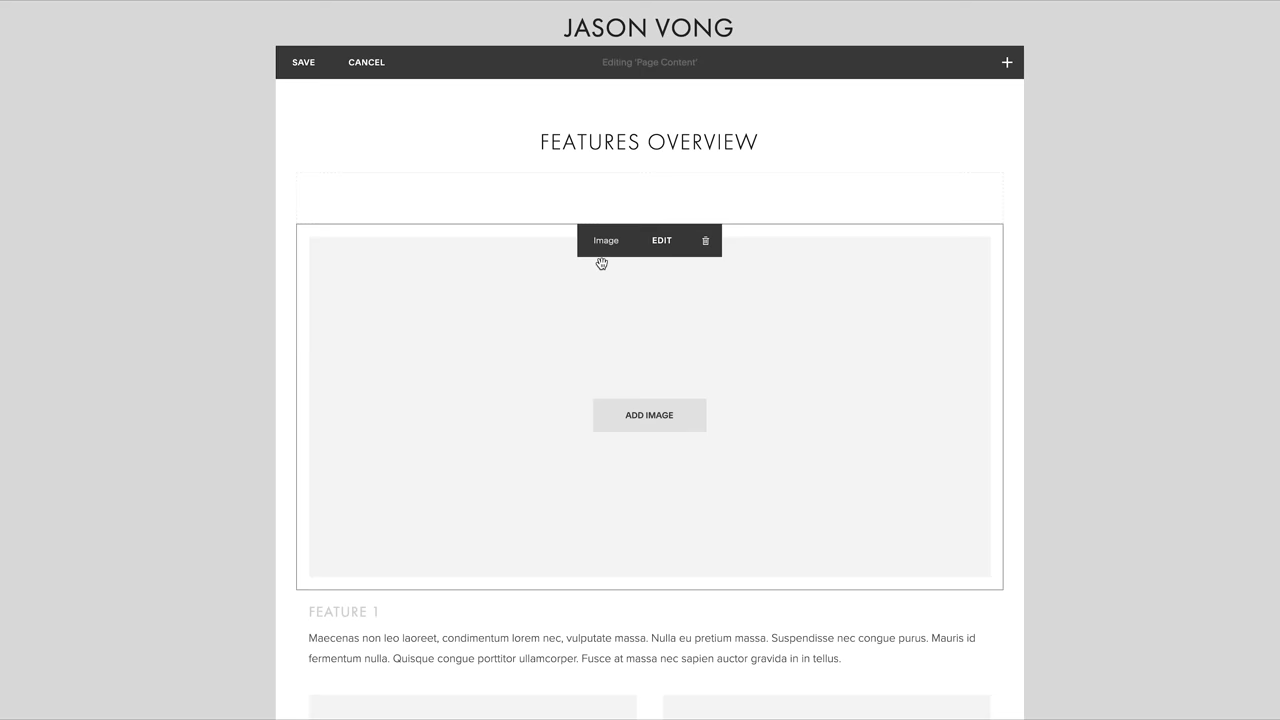 JASON VONG
SAVE CANCEL Editing 'Page Content' +
FEATURES OVERVIEW
Image EDIT
ADD IMAGE
FEATURE 1
Maecenas non leo laoreet, condimentum lorem nec, vulputate massa. Nulla eu pretium massa. Suspendisse nec congue purus. Mauris id
fermentum nulla. Quisque congue porttitor ullamcorper. Fusce at massa nec sapien auctor gravida in in tellus.